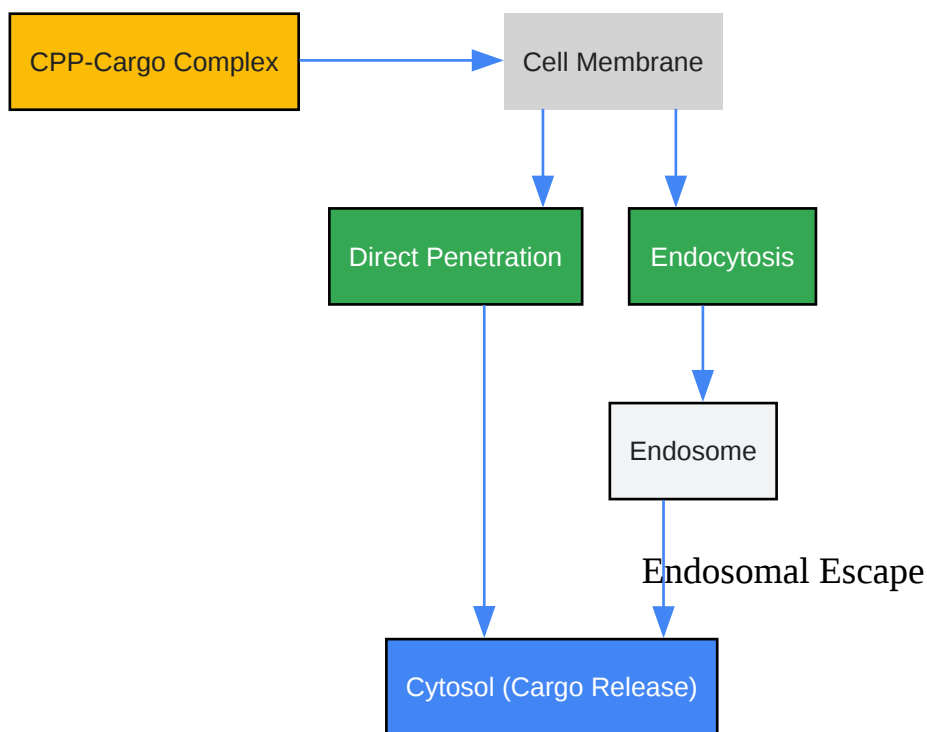 CPP-Cargo Complex
Cell Membrane
Direct Penetration
Endocytosis
Endosome
Endosomal Escape
Cytosol (Cargo Release)